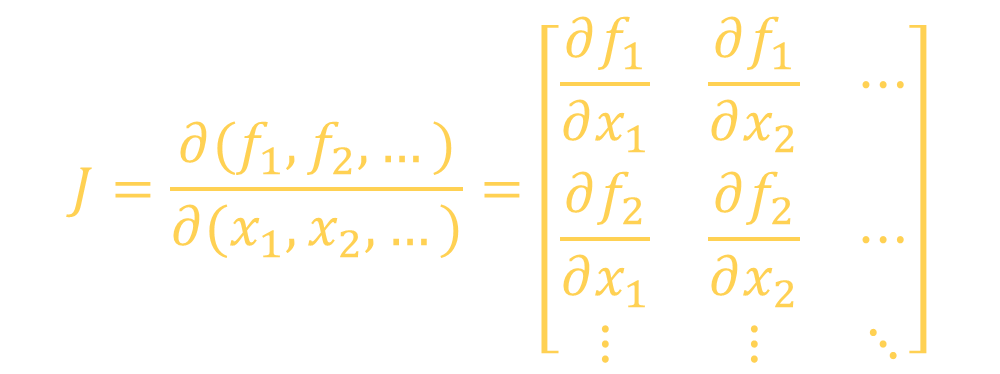 J = ∂(f₁, f₂, …) / ∂(x₁, x₂, …) = [ ∂f₁/∂x₁ ∂f₁/∂x₂ ⋯
∂f₂/∂x₁ ∂f₂/∂x₂ ⋯
⋮ ⋮ ⋱ ]